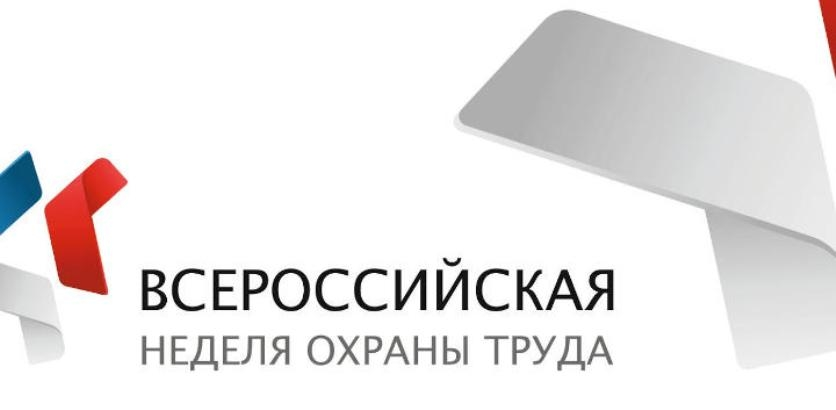 ВСЕРОССИЙСКАЯ
НЕДЕЛЯ ОХРАНЫ ТРУДА